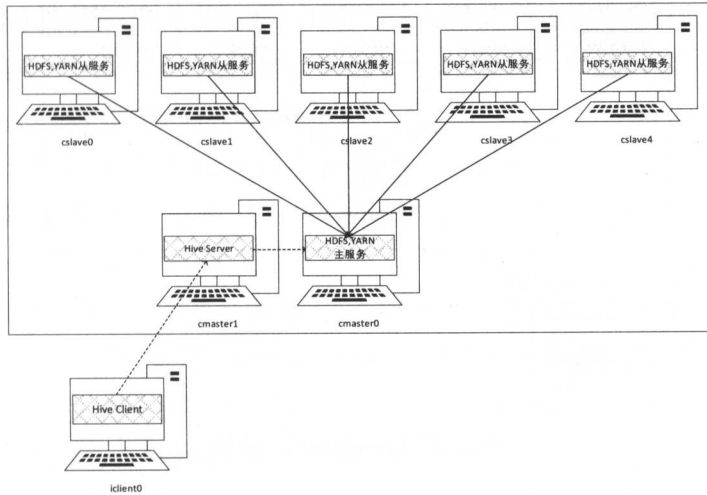 HDFS,YARN从服务
HDFS,YARN从服务
HDFS,YARN从服务
HDFS,YARN从服务
HDFS,YARN从服务
cslave0
cslave1
cslave2
cslave3
cslave4
Hive Server
HDFS,YARN
主服务
cmaster1
cmaster0
Hive Client
iclient0